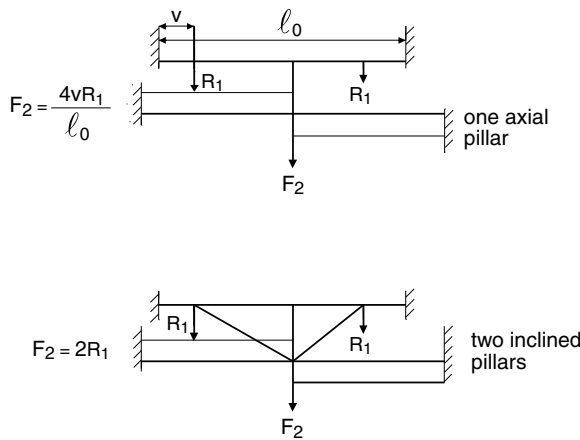 v
ℓ₀
R₁
R₁
F₂ = 4vR₁ / ℓ₀
one axial
pillar
F₂
R₁
R₁
F₂ = 2R₁
two inclined
pillars
F₂